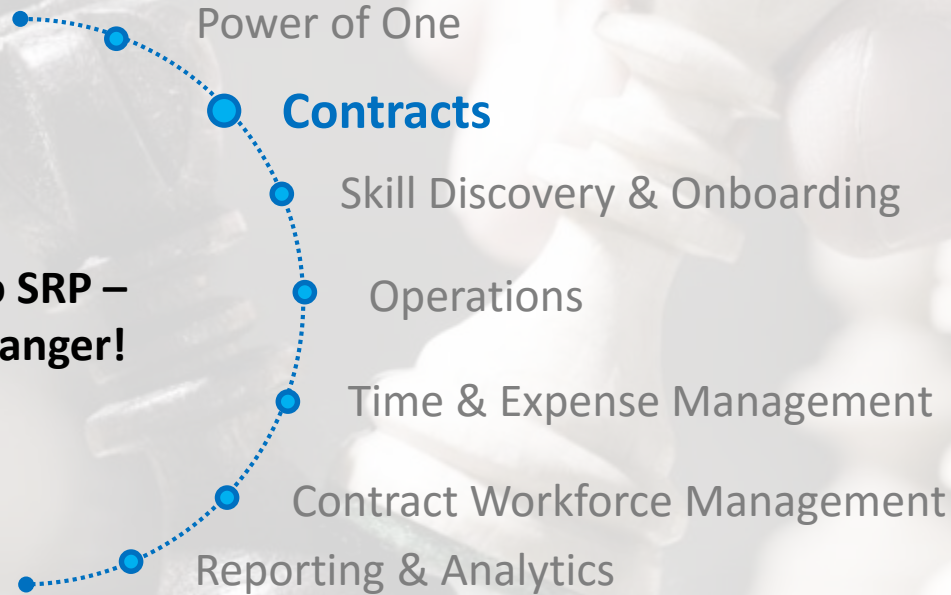 Power of One
Contracts
Skill Discovery & Onboarding
SRP –
anger!
Operations
Time & Expense Management
Contract Workforce Management
Reporting & Analytics